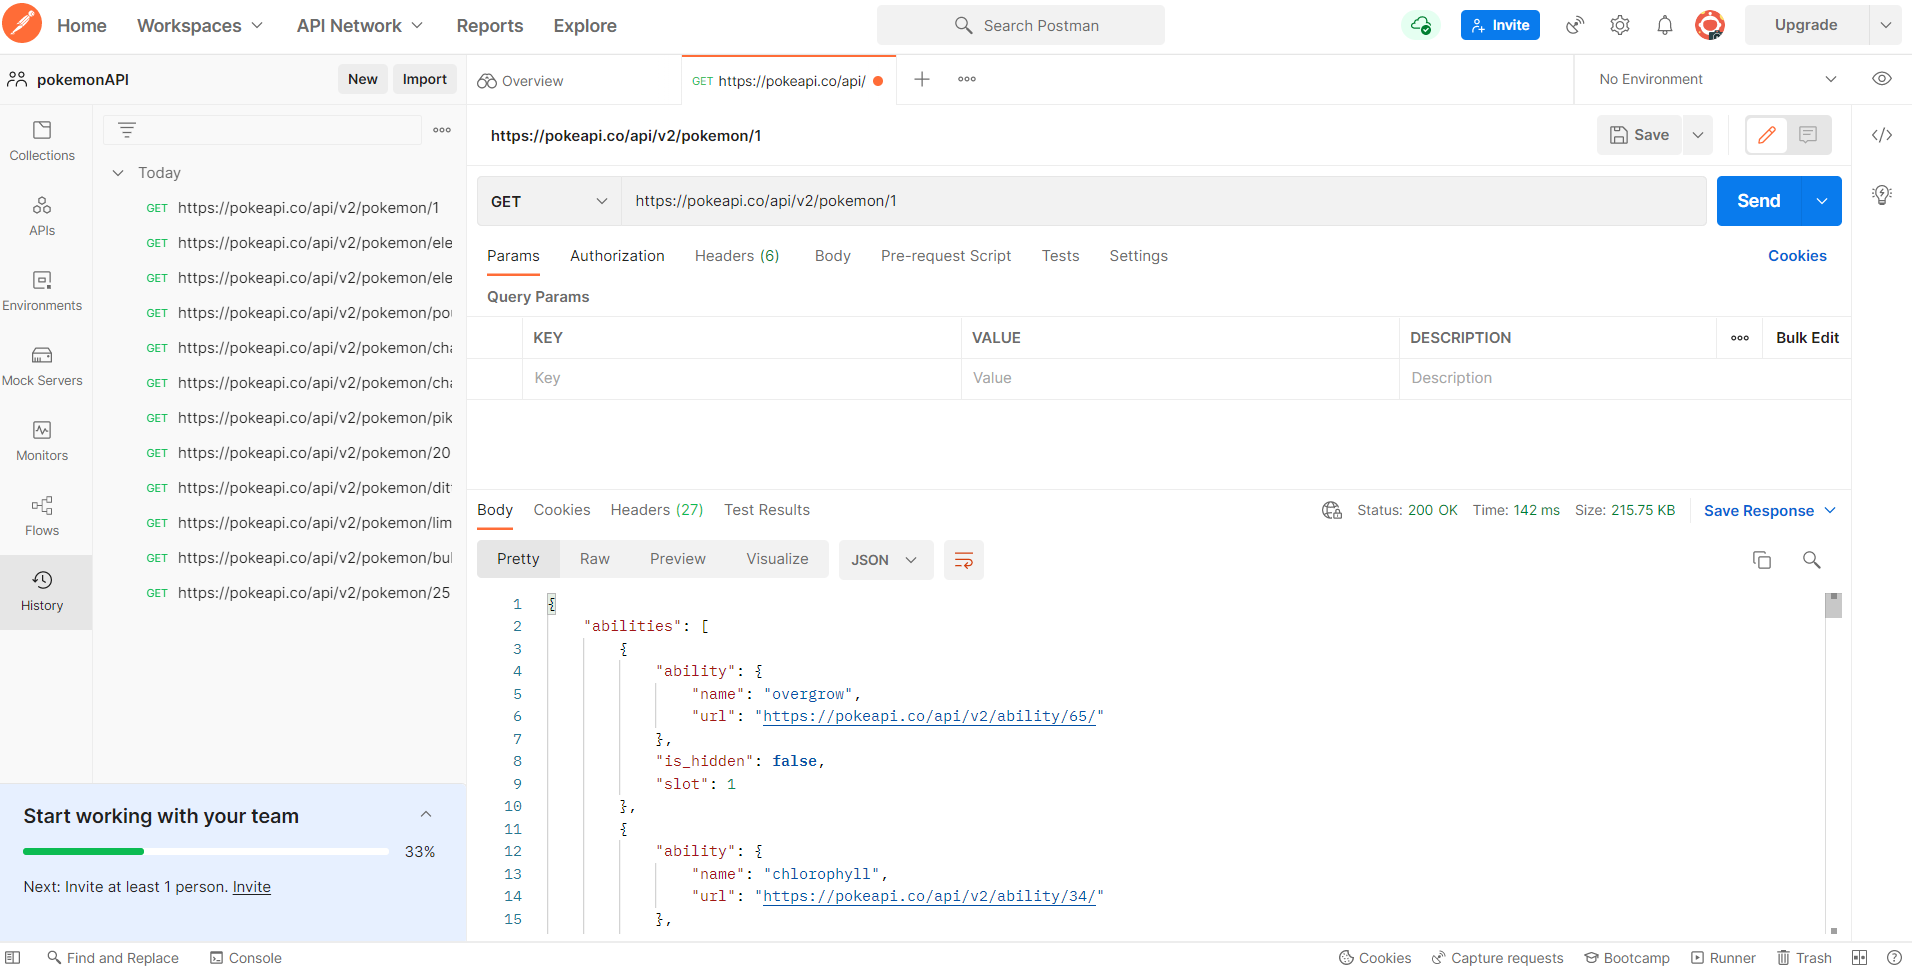 Home Workspaces API Network Reports Explore Search Postman Invite Upgrade
pokemonAPI New Import
Overview GET https://pokeapi.co/api/ No Environment
Collections
APIs
Environments
Mock Servers
Monitors
Flows
History
Today
GET https://pokeapi.co/api/v2/pokemon/1
GET https://pokeapi.co/api/v2/pokemon/ele
GET https://pokeapi.co/api/v2/pokemon/ele
GET https://pokeapi.co/api/v2/pokemon/pou
GET https://pokeapi.co/api/v2/pokemon/cha
GET https://pokeapi.co/api/v2/pokemon/cha
GET https://pokeapi.co/api/v2/pokemon/pik
GET https://pokeapi.co/api/v2/pokemon/20
GET https://pokeapi.co/api/v2/pokemon/dit
GET https://pokeapi.co/api/v2/pokemon/lim
GET https://pokeapi.co/api/v2/pokemon/bul
GET https://pokeapi.co/api/v2/pokemon/25
Start working with your team
33%
Next: Invite at least 1 person. Invite
https://pokeapi.co/api/v2/pokemon/1 Save
GET https://pokeapi.co/api/v2/pokemon/1 Send
Params Authorization Headers (6) Body Pre-request Script Tests Settings Cookies
Query Params
KEY VALUE DESCRIPTION Bulk Edit
Key Value Description
Body Cookies Headers (27) Test Results Status: 200 OK Time: 142 ms Size: 215.75 KB Save Response
Pretty Raw Preview Visualize JSON
1 {
2 "abilities": [
3 {
4 "ability": {
5 "name": "overgrow",
6 "url": "https://pokeapi.co/api/v2/ability/65/"
7 },
8 "is_hidden": false,
9 "slot": 1
10 },
11 {
12 "ability": {
13 "name": "chlorophyll",
14 "url": "https://pokeapi.co/api/v2/ability/34/"
15 },
Find and Replace Console Cookies Capture requests Bootcamp Runner Trash